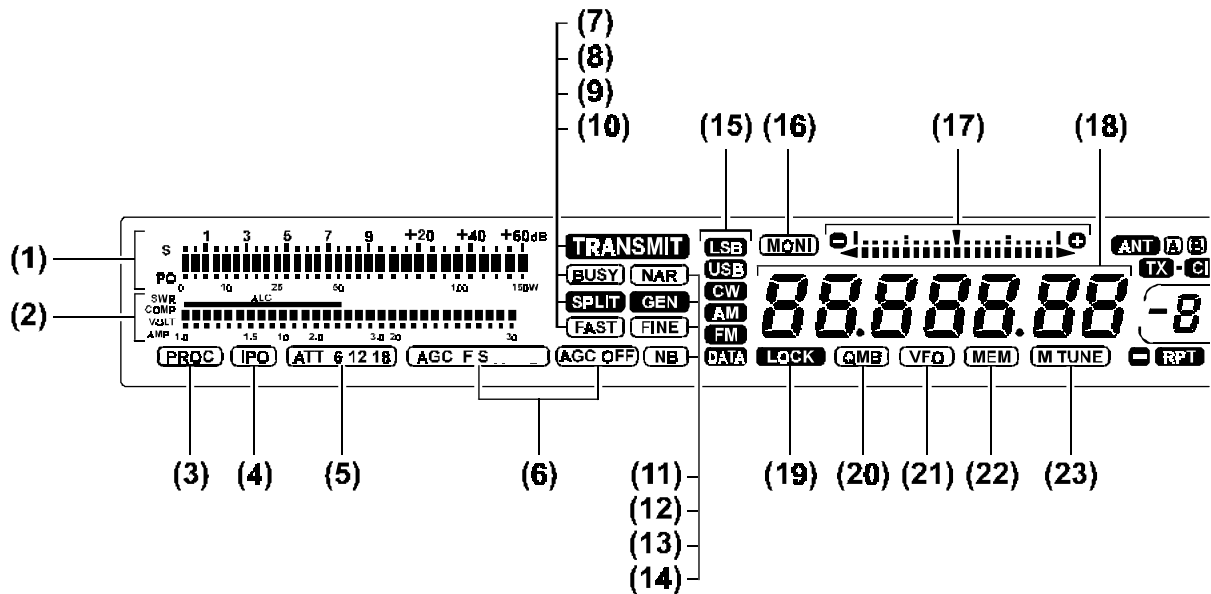 (7)
(8)
(9)
(10)
(15) (16) (17) (18)
(1)
S 1 3 5 7 9 +20 +40 +60dB
PO 0 10 25 50 100 150W
(2)
SWR ALC
COMP
VOLT
AMP 1.0 1.5 10 2.0 3.0 20 30
TRANSMIT
BUSY NAR
SPLIT GEN
FAST FINE
LSB
USB
CW
AM
FM
DATA
MONI
ANT A B
TX -
88.888.88
-8
PROC IPO ATT 6 12 18 AGC F S AGC OFF NB
LOCK QMB VFO MEM M TUNE
RPT
(3) (4) (5) (6)
(11)
(12)
(13)
(14)
(19) (20) (21) (22) (23)